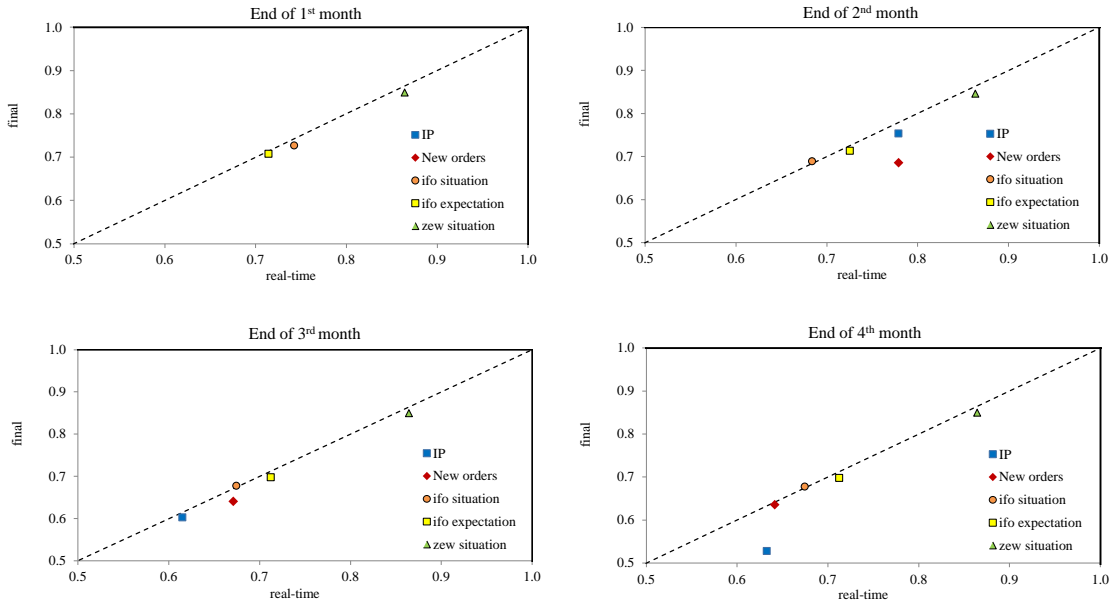 End of 1st month
1.0
0.9
0.8
0.7
0.6
0.5
final
0.5 0.6 0.7 0.8 0.9 1.0
real-time
IP
New orders
ifo situation
ifo expectation
zew situation
End of 2nd month
1.0
0.9
0.8
0.7
0.6
0.5
final
0.5 0.6 0.7 0.8 0.9 1.0
real-time
IP
New orders
ifo situation
ifo expectation
zew situation
End of 3rd month
1.0
0.9
0.8
0.7
0.6
0.5
final
0.5 0.6 0.7 0.8 0.9 1.0
real-time
IP
New orders
ifo situation
ifo expectation
zew situation
End of 4th month
1.0
0.9
0.8
0.7
0.6
0.5
final
0.5 0.6 0.7 0.8 0.9 1.0
real-time
IP
New orders
ifo situation
ifo expectation
zew situation